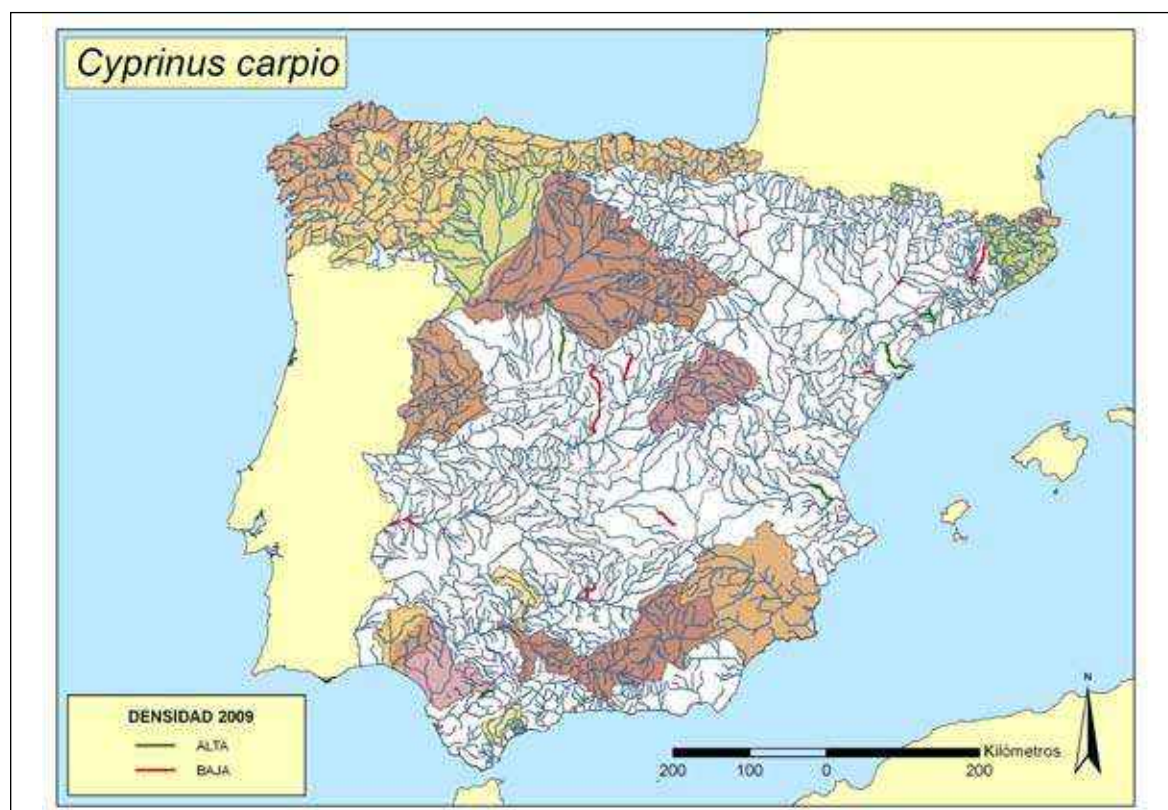 Cyprinus carpio
DENSIDAD 2009
ALTA
BAJA
N
Kilómetros
200 100 0 200